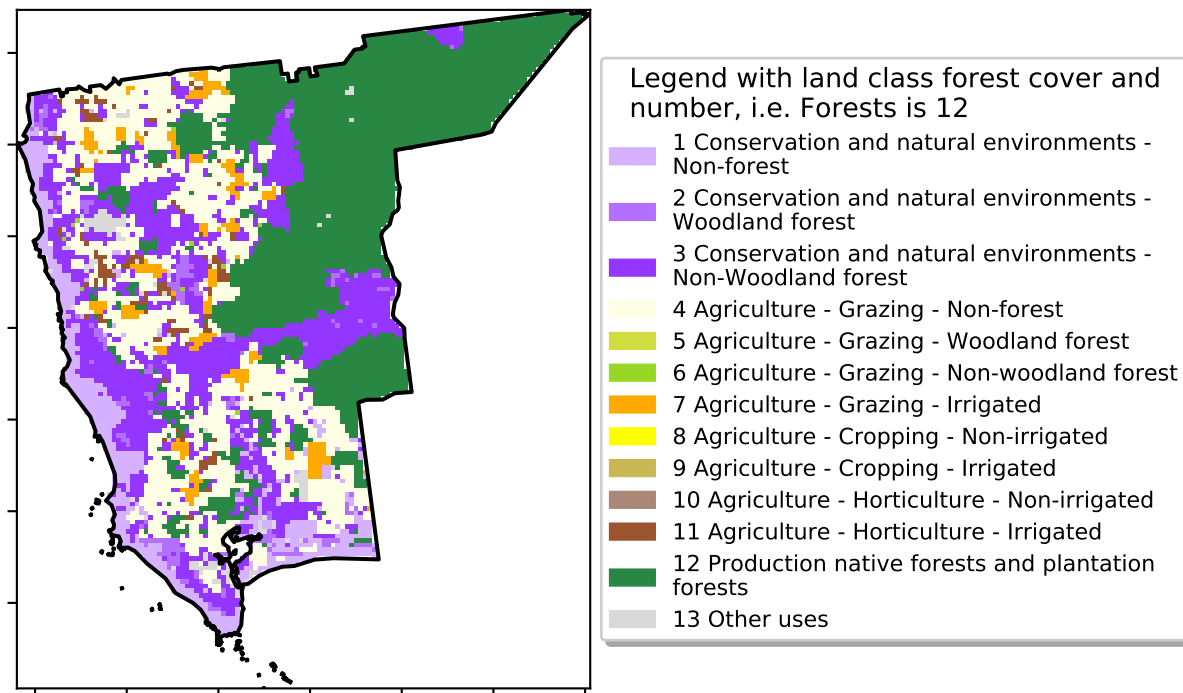 Legend with land class forest cover and
number, i.e. Forests is 12
1 Conservation and natural environments -
Non-forest
2 Conservation and natural environments -
Woodland forest
3 Conservation and natural environments -
Non-Woodland forest
4 Agriculture - Grazing - Non-forest
5 Agriculture - Grazing - Woodland forest
6 Agriculture - Grazing - Non-woodland forest
7 Agriculture - Grazing - Irrigated
8 Agriculture - Cropping - Non-irrigated
9 Agriculture - Cropping - Irrigated
10 Agriculture - Horticulture - Non-irrigated
11 Agriculture - Horticulture - Irrigated
12 Production native forests and plantation
forests
13 Other uses